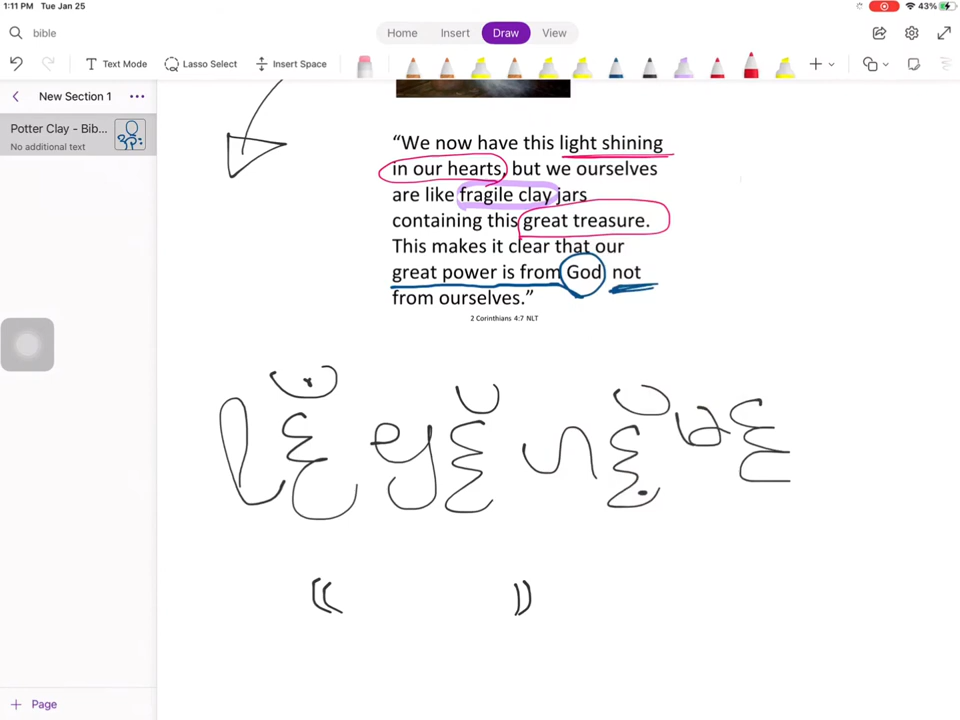 1:11 PM Tue Jan 25
43%
bible
Home Insert Draw View
Text Mode Lasso Select Insert Space
New Section 1
Potter Clay - Bib...
No additional text
“We now have this light shining
in our hearts, but we ourselves
are like fragile clay jars
containing this great treasure.
This makes it clear that our
great power is from God not
from ourselves.”
2 Corinthians 4:7 NLT
Page